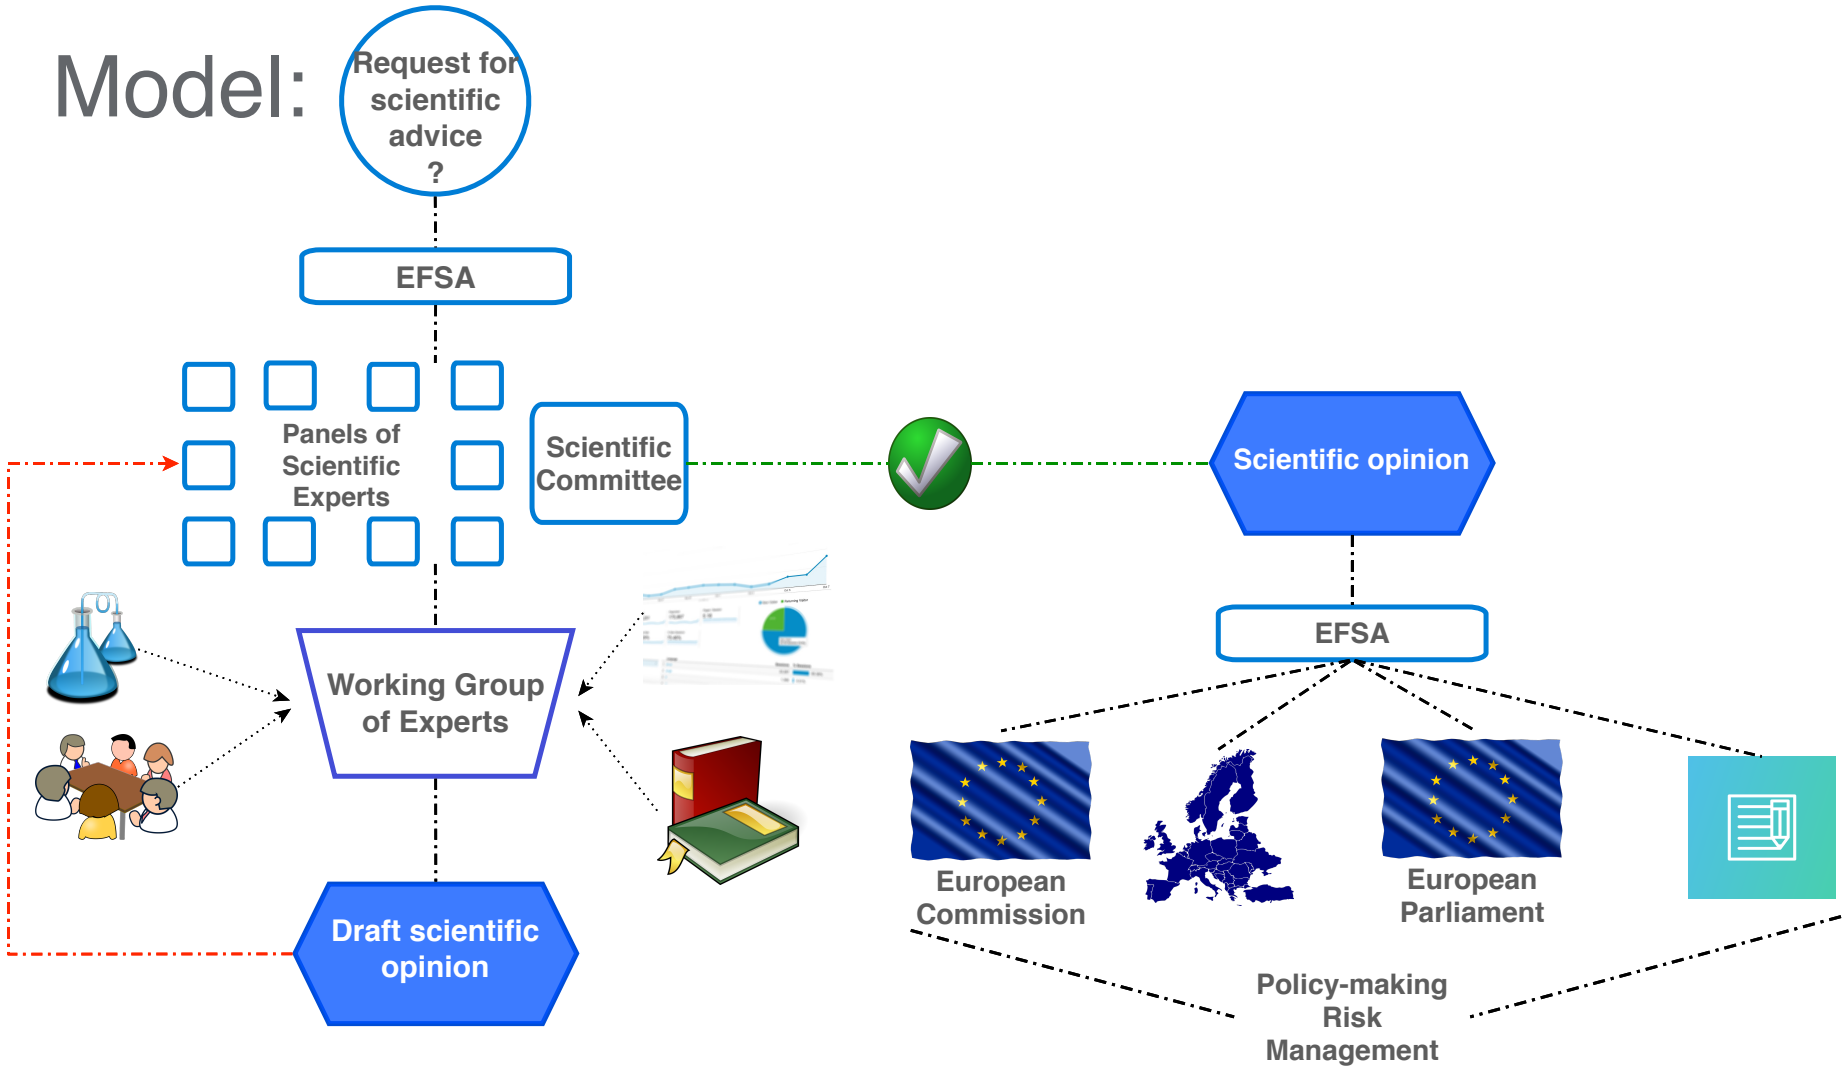 Model:
Request for
scientific
advice
?
EFSA
Panels of
Scientific
Experts
Scientific
Committee
Scientific opinion
EFSA
Working Group
of Experts
Draft scientific
opinion
European
Commission
European
Parliament
Policy-making
Risk
Management